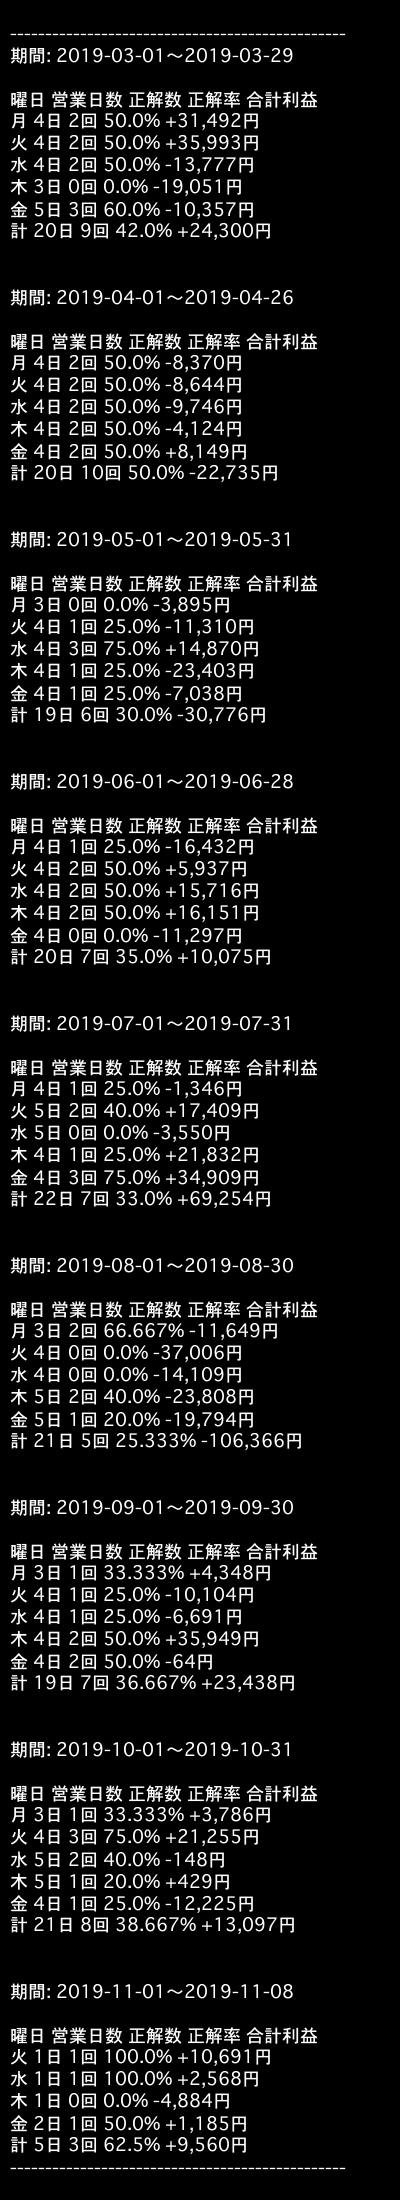 ------------------------------------------------
期間: 2019-03-01〜2019-03-29
曜日 営業日数 正解数 正解率 合計利益
月 4日 2回 50.0% +31,492円
火 4日 2回 50.0% +35,993円
水 4日 2回 50.0% -13,777円
木 3日 0回 0.0% -19,051円
金 5日 3回 60.0% -10,357円
計 20日 9回 42.0% +24,300円
期間: 2019-04-01〜2019-04-26
曜日 営業日数 正解数 正解率 合計利益
月 4日 2回 50.0% -8,370円
火 4日 2回 50.0% -8,644円
水 4日 2回 50.0% -9,746円
木 4日 2回 50.0% -4,124円
金 4日 2回 50.0% +8,149円
計 20日 10回 50.0% -22,735円
期間: 2019-05-01〜2019-05-31
曜日 営業日数 正解数 正解率 合計利益
月 3日 0回 0.0% -3,895円
火 4日 1回 25.0% -11,310円
水 4日 3回 75.0% +14,870円
木 4日 1回 25.0% -23,403円
金 4日 1回 25.0% -7,038円
計 19日 6回 30.0% -30,776円
期間: 2019-06-01〜2019-06-28
曜日 営業日数 正解数 正解率 合計利益
月 4日 1回 25.0% -16,432円
火 4日 2回 50.0% +5,937円
水 4日 2回 50.0% +15,716円
木 4日 2回 50.0% +16,151円
金 4日 0回 0.0% -11,297円
計 20日 7回 35.0% +10,075円
期間: 2019-07-01〜2019-07-31
曜日 営業日数 正解数 正解率 合計利益
月 4日 1回 25.0% -1,346円
火 5日 2回 40.0% +17,409円
水 5日 0回 0.0% -3,550円
木 4日 1回 25.0% +21,832円
金 4日 3回 75.0% +34,909円
計 22日 7回 33.0% +69,254円
期間: 2019-08-01〜2019-08-30
曜日 営業日数 正解数 正解率 合計利益
月 3日 2回 66.667% -11,649円
火 4日 0回 0.0% -37,006円
水 4日 0回 0.0% -14,109円
木 5日 2回 40.0% -23,808円
金 5日 1回 20.0% -19,794円
計 21日 5回 25.333% -106,366円
期間: 2019-09-01〜2019-09-30
曜日 営業日数 正解数 正解率 合計利益
月 3日 1回 33.333% +4,348円
火 4日 1回 25.0% -10,104円
水 4日 1回 25.0% -6,691円
木 4日 2回 50.0% +35,949円
金 4日 2回 50.0% -64円
計 19日 7回 36.667% +23,438円
期間: 2019-10-01〜2019-10-31
曜日 営業日数 正解数 正解率 合計利益
月 3日 1回 33.333% +3,786円
火 4日 3回 75.0% +21,255円
水 5日 2回 40.0% -148円
木 5日 1回 20.0% +429円
金 4日 1回 25.0% -12,225円
計 21日 8回 38.667% +13,097円
期間: 2019-11-01〜2019-11-08
曜日 営業日数 正解数 正解率 合計利益
火 1日 1回 100.0% +10,691円
水 1日 1回 100.0% +2,568円
木 1日 0回 0.0% -4,884円
金 2日 1回 50.0% +1,185円
計 5日 3回 62.5% +9,560円
------------------------------------------------